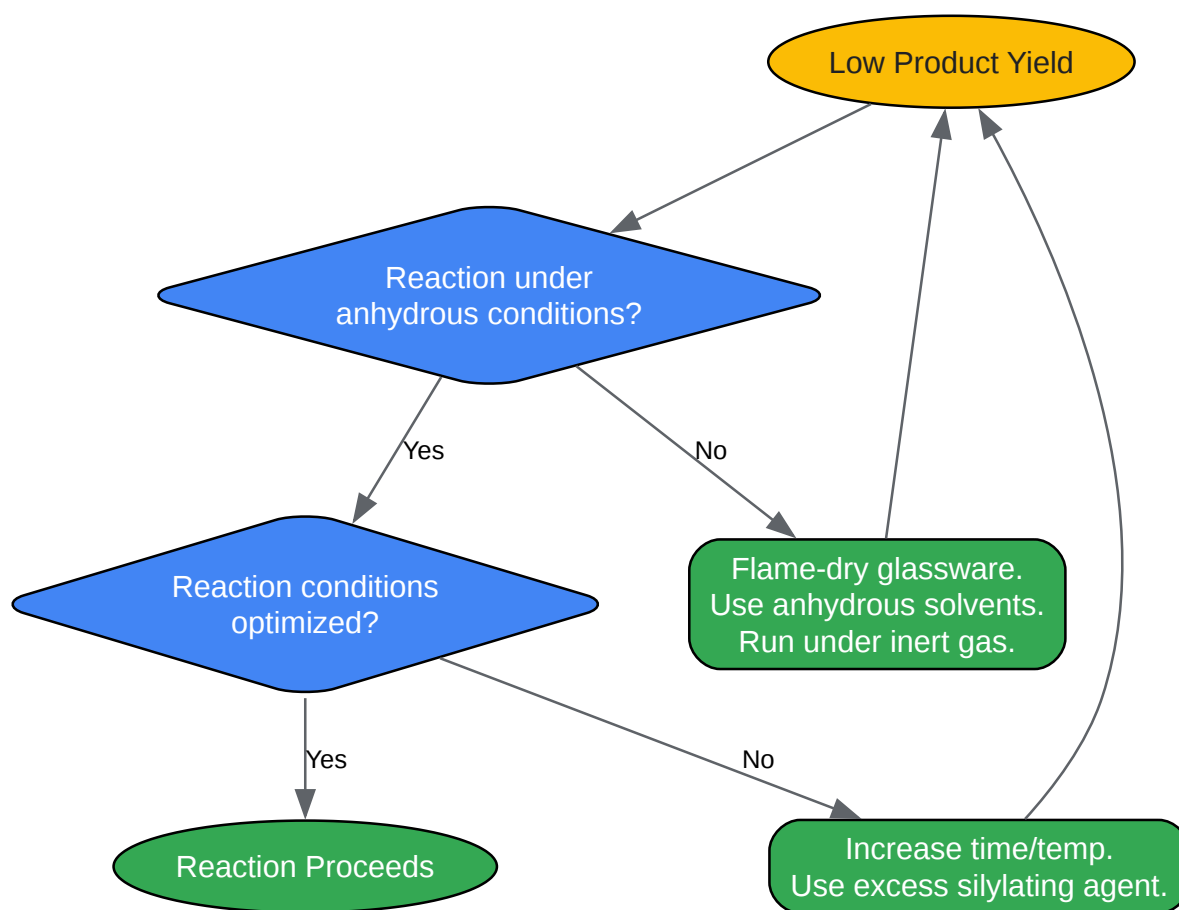 Low Product Yield
Reaction under
anhydrous conditions?
Yes
No
Reaction conditions
optimized?
Flame-dry glassware.
Use anhydrous solvents.
Run under inert gas.
Yes
No
Reaction Proceeds
Increase time/temp.
Use excess silylating agent.